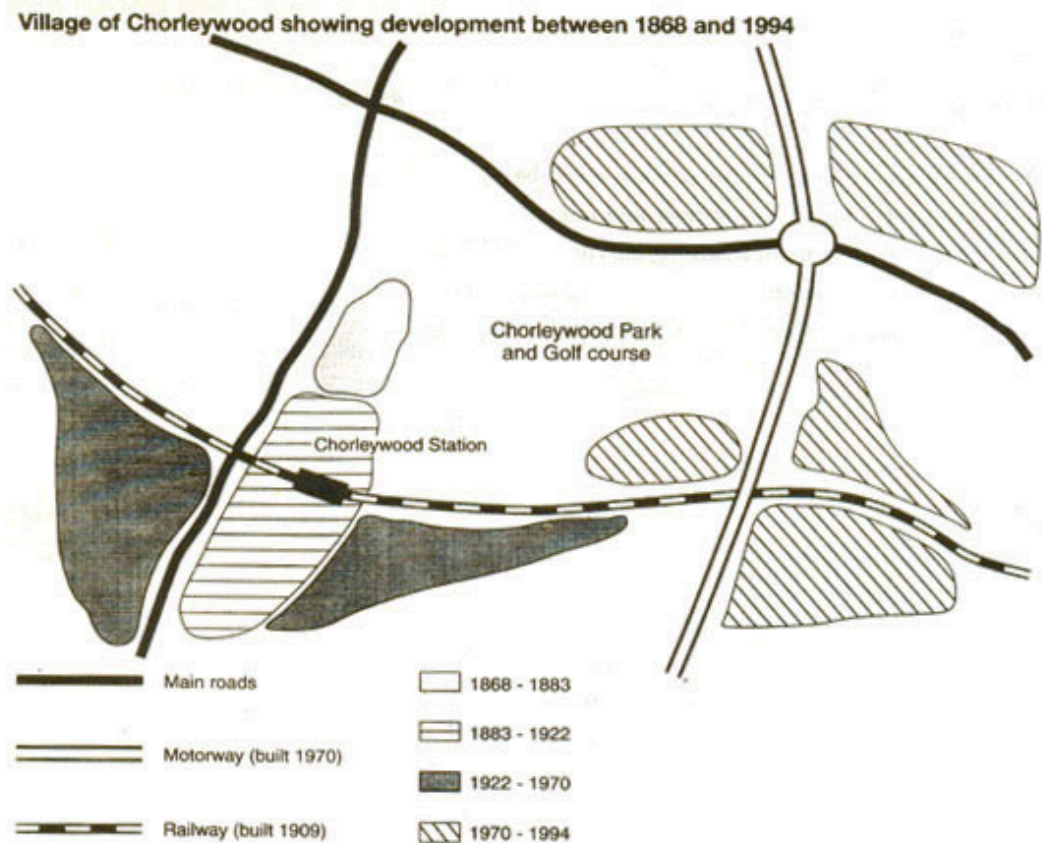 Village of Chorleywood showing development between 1868 and 1994
Chorleywood Park
and Golf course
Chorleywood Station
Main roads
Motorway (built 1970)
Railway (built 1909)
1868 - 1883
1883 - 1922
1922 - 1970
1970 - 1994